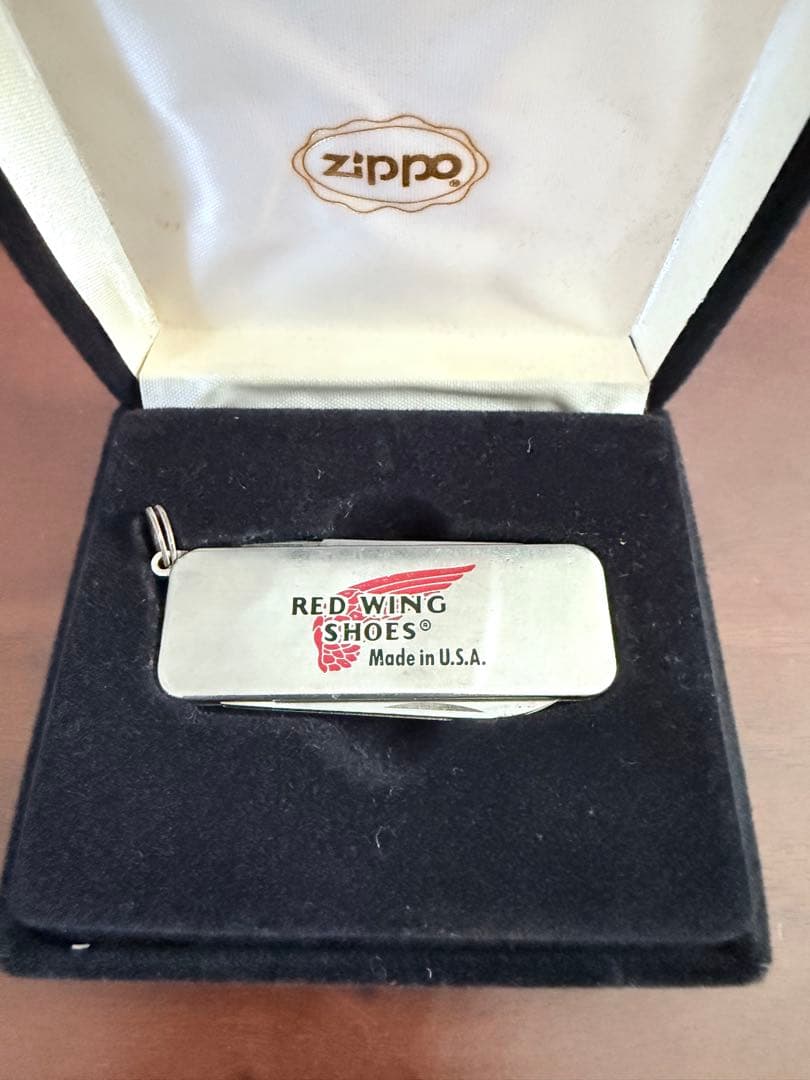 zippo®
RED WING
SHOES®
Made in U.S.A.